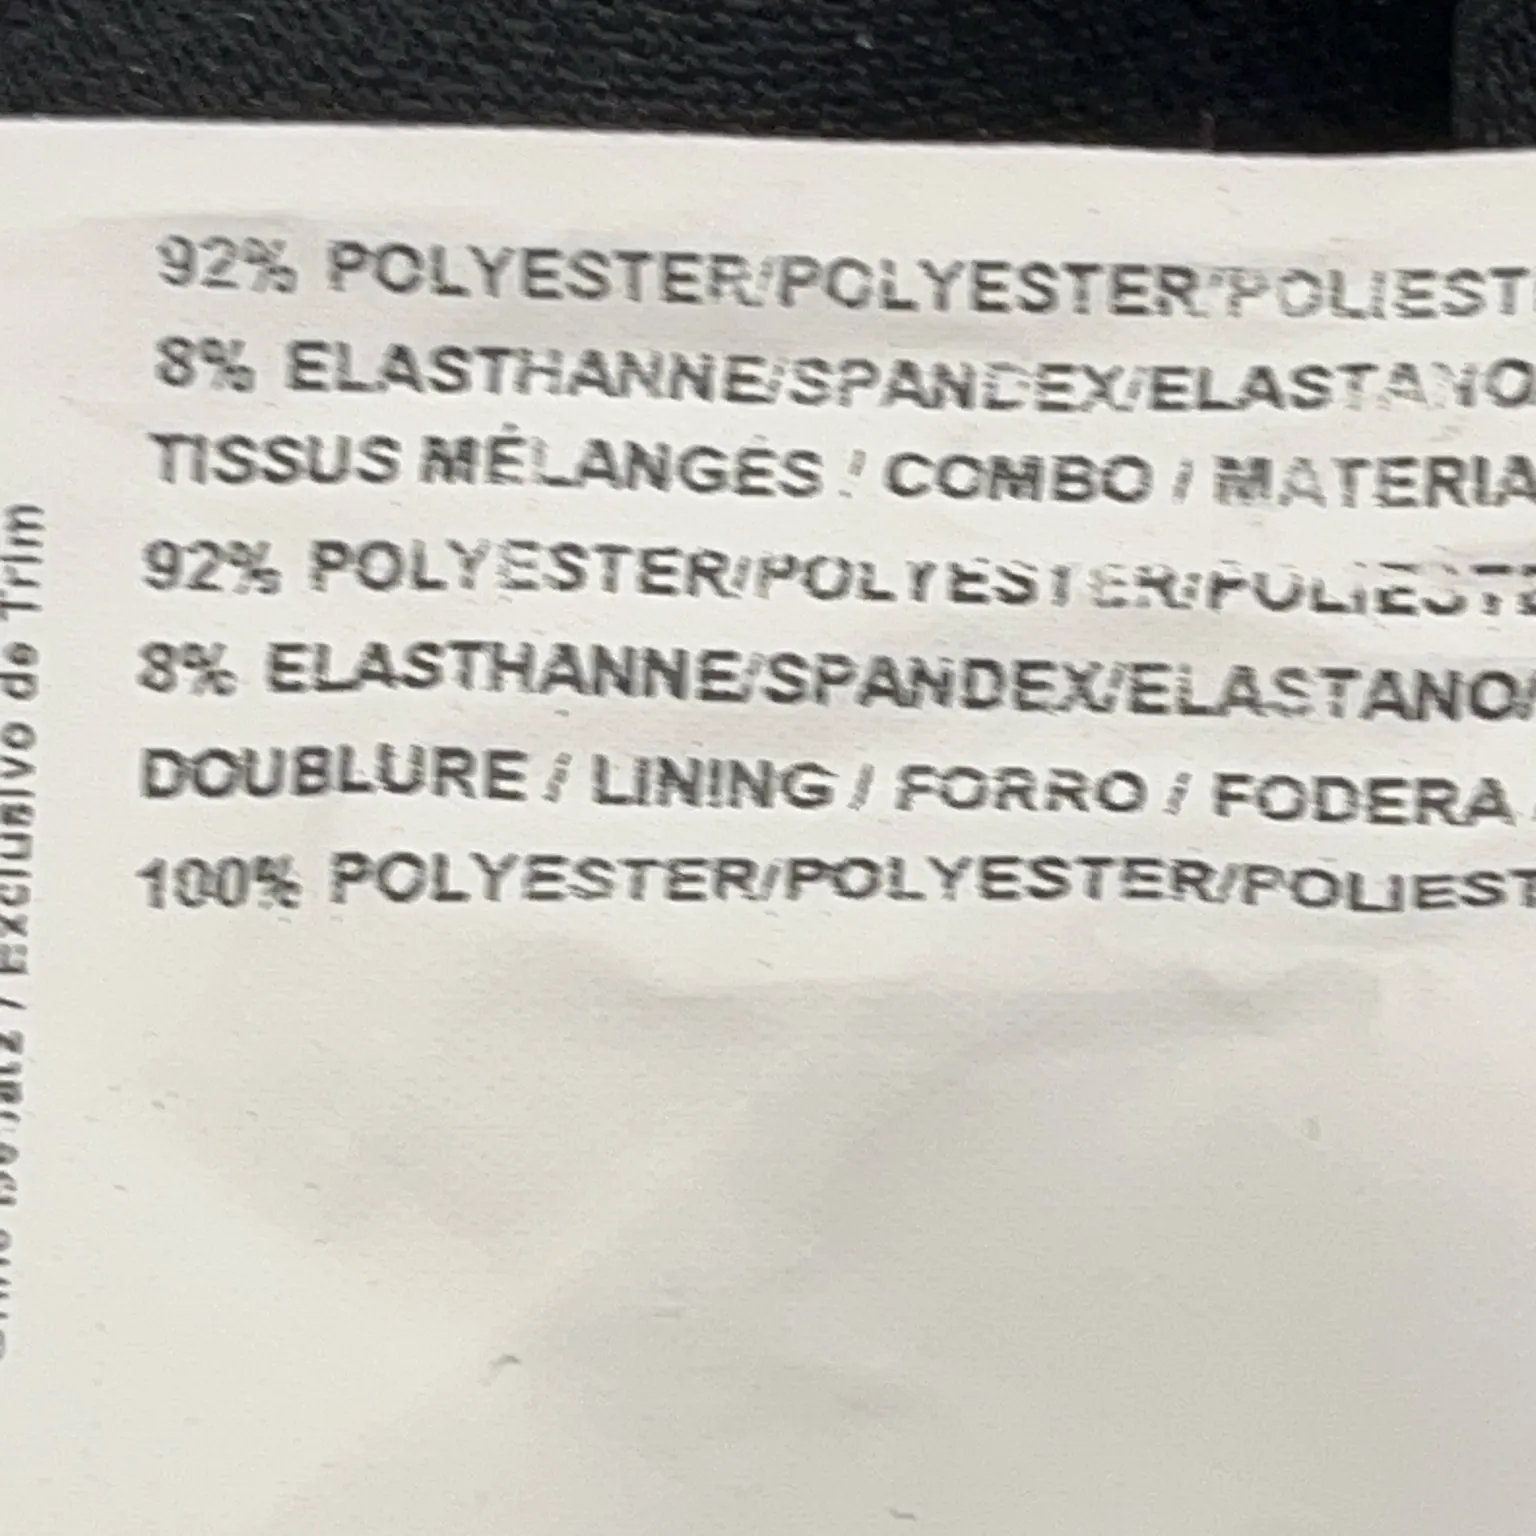 92% POLYESTER/POLYESTER/POLIEST
8% ELASTHANNE/SPANDEX/ELASTANO
TISSUS MÉLANGÉS / COMBO / MATERIA
92% POLYESTER/POLYESTER/POLIESTE
8% ELASTHANNE/SPANDEX/ELASTANO/
DOUBLURE / LINING / FORRO / FODERA
100% POLYESTER/POLYESTER/POLIEST
/ Exclusivo de Trim